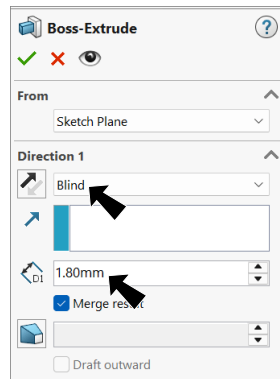 Boss-Extrude
?
From
Sketch Plane
Direction 1
Blind
D1
1.80mm
Merge result
Draft outward